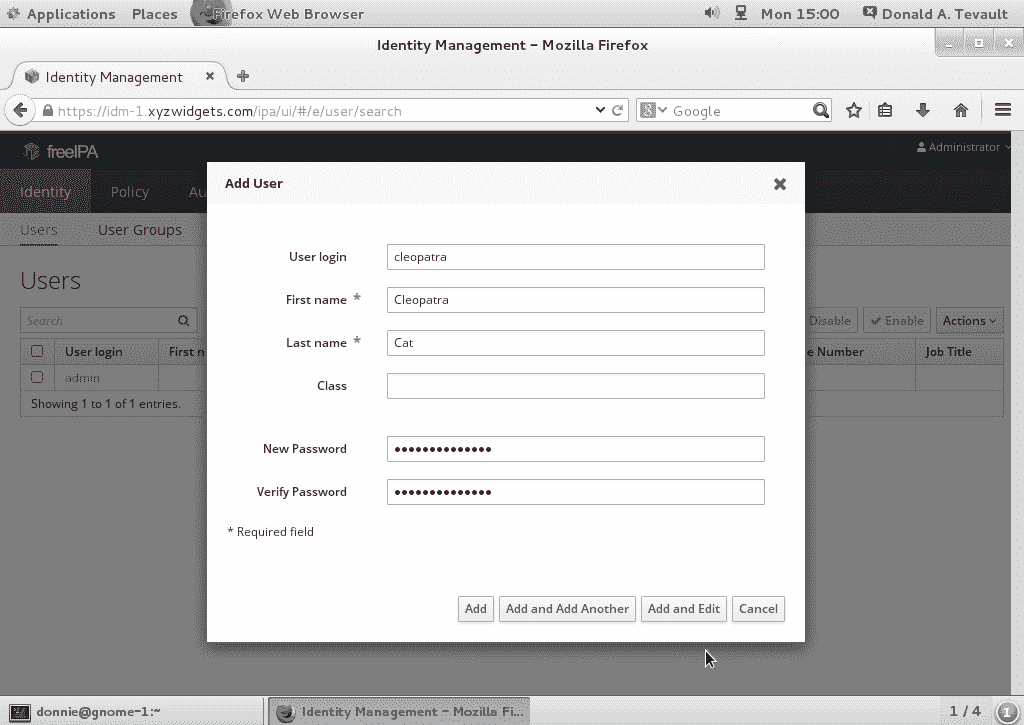 Applications Places Firefox Web Browser Mon 15:00 Donald A. Tevault
Identity Management - Mozilla Firefox
Identity Management
https://idm-1.xyzwidgets.com/ipa/ui/#/e/user/search Google
freeIPA Administrator
Identity Policy Au
Users User Groups
Add User
Users
User login cleopatra
First name * Cleopatra
Search Disable Enable Actions
Last name * Cat
User login First n e Number Job Title
admin
Class
Showing 1 to 1 of 1 entries.
New Password ••••••••••••••
Verify Password ••••••••••••••
* Required field
Add Add and Add Another Add and Edit Cancel
donnie@gnome-1:~ Identity Management - Mozilla Fi... 1 / 4 1